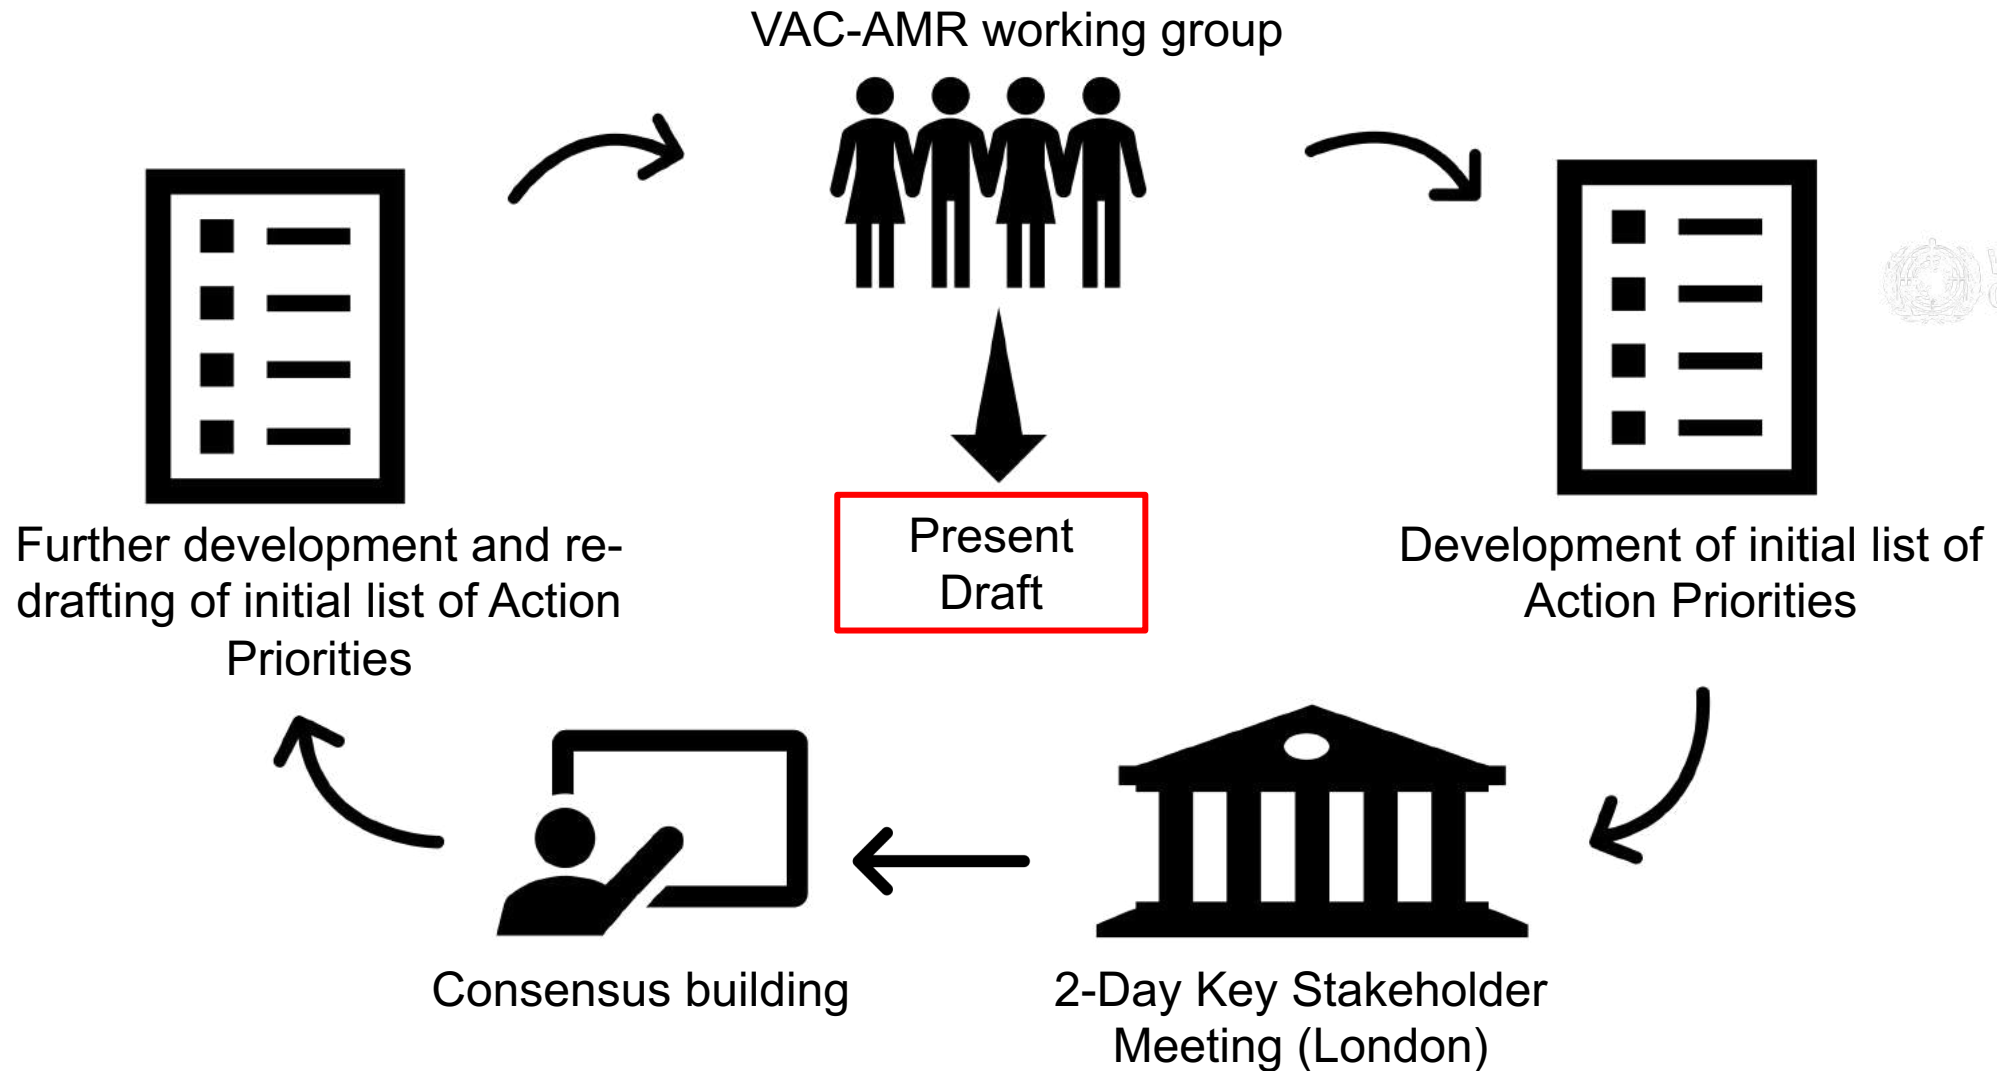 VAC-AMR working group
Further development and re-
drafting of initial list of Action
Priorities
Present
Draft
Development of initial list of
Action Priorities
Consensus building
2-Day Key Stakeholder
Meeting (London)